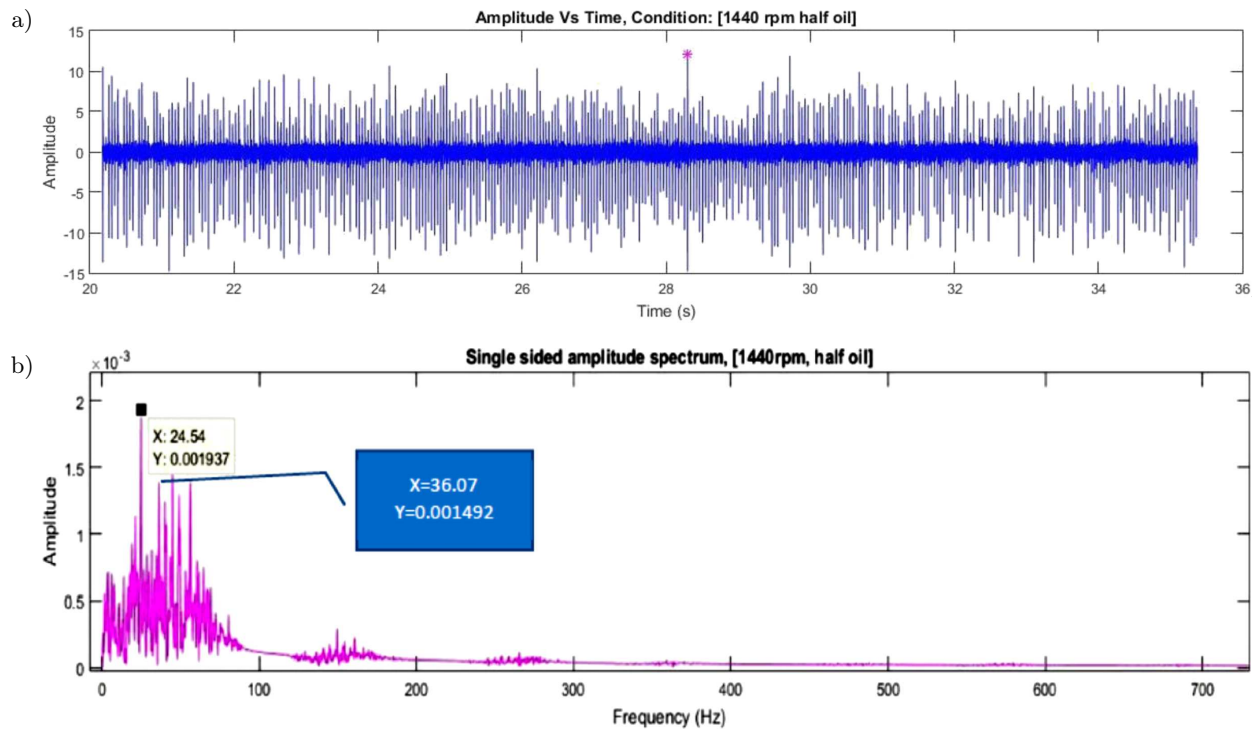 a)
Amplitude Vs Time, Condition: [1440 rpm half oil]
15
10
5
0
-5
-10
-15
Amplitude
20 22 24 26 28 30 32 34 36
Time (s)
b)
× 10^-3
Single sided amplitude spectrum, [1440rpm, half oil]
2
1.5
1
0.5
0
Amplitude
X: 24.54
Y: 0.001937
X=36.07
Y=0.001492
0 100 200 300 400 500 600 700
Frequency (Hz)